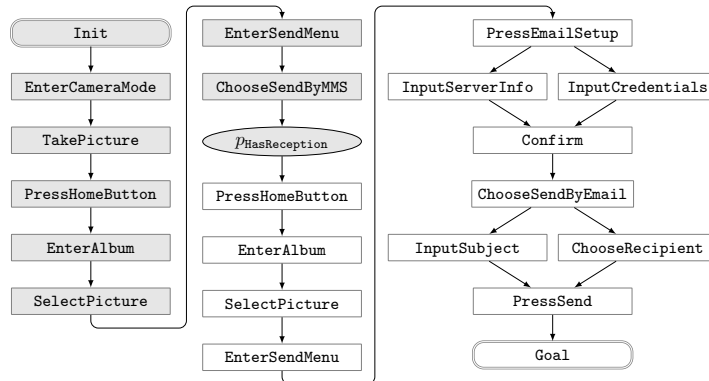 Init
EnterCameraMode
TakePicture
PressHomeButton
EnterAlbum
SelectPicture
EnterSendMenu
ChooseSendByMMS
pHasReception
PressHomeButton
EnterAlbum
SelectPicture
EnterSendMenu
PressEmailSetup
InputServerInfo InputCredentials
Confirm
ChooseSendByEmail
InputSubject ChooseRecipient
PressSend
Goal